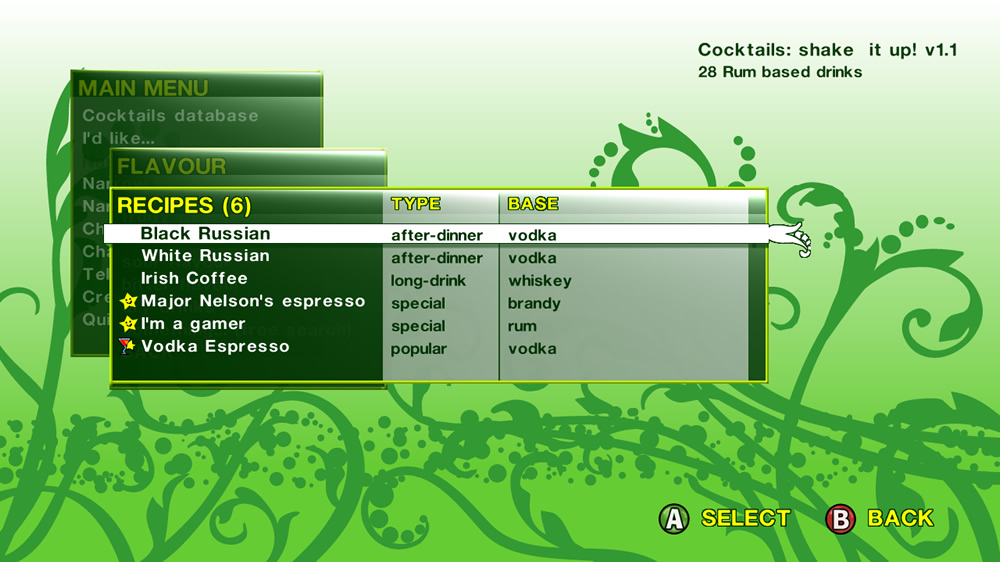 Cocktails: shake it up! v1.1
28 Rum based drinks
MAIN MENU
Cocktails database
I'd like...
FLAVOUR
RECIPES (6) TYPE BASE
Black Russian after-dinner vodka
White Russian after-dinner vodka
Irish Coffee long-drink whiskey
Major Nelson's espresso special brandy
I'm a gamer special rum
Vodka Espresso popular vodka
A SELECT B BACK